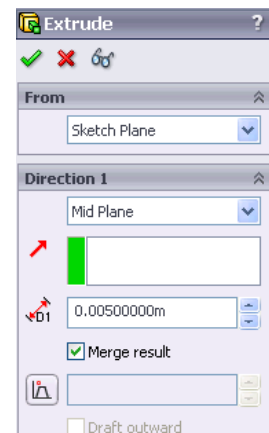 Extrude ?
From
Sketch Plane
Direction 1
Mid Plane
D1 0.00500000m
Merge result
Draft outward